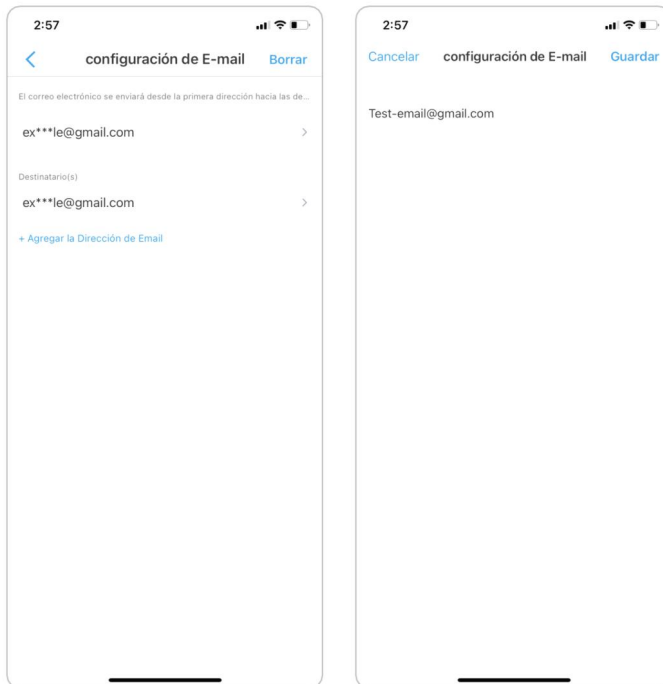 2:57
configuración de E-mail
Borrar
El correo electrónico se enviará desde la primera dirección hacia las de...
ex***le@gmail.com
Destinatario(s)
ex***le@gmail.com
+ Agregar la Dirección de Email
2:57
Cancelar
configuración de E-mail
Guardar
Test-email@gmail.com